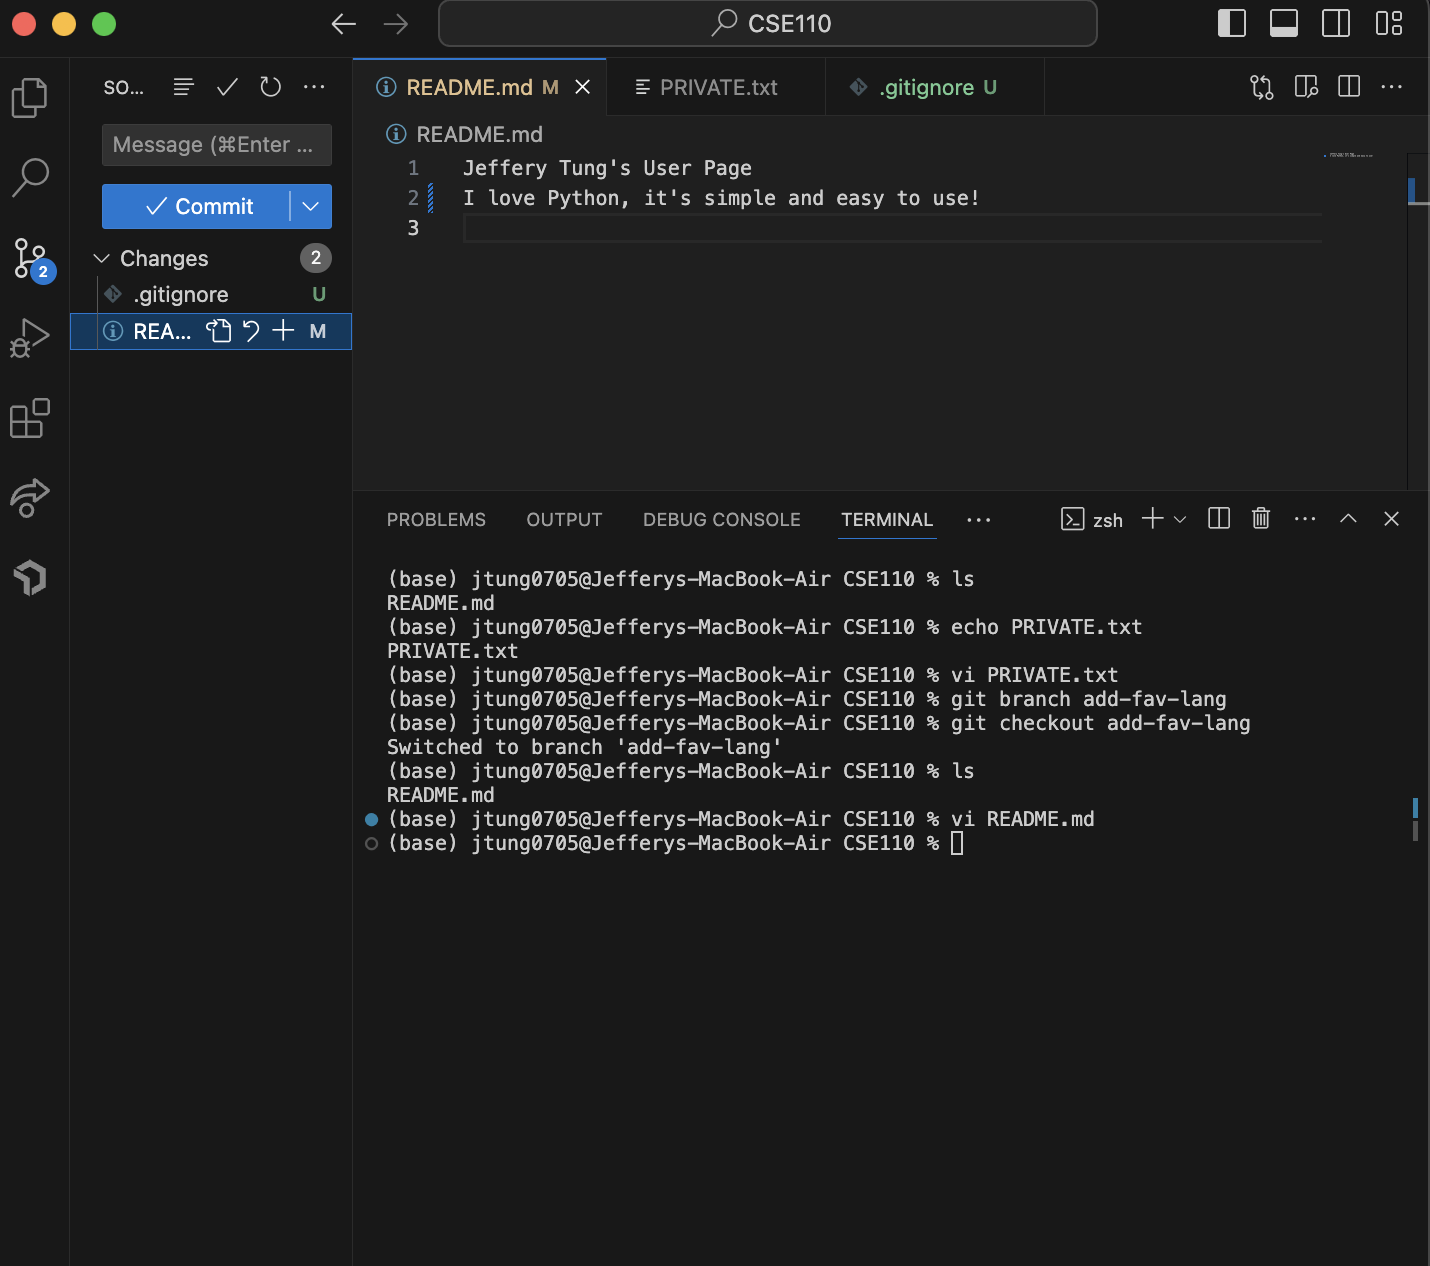 CSE110
SO...
README.md M
PRIVATE.txt
.gitignore U
Message (⌘Enter ...
README.md
Commit
1 Jeffery Tung's User Page
2 I love Python, it's simple and easy to use!
3
Changes 2
.gitignore U
2
REA... M
PROBLEMS OUTPUT DEBUG CONSOLE TERMINAL ... zsh
(base) jtung0705@Jefferys-MacBook-Air CSE110 % ls
README.md
(base) jtung0705@Jefferys-MacBook-Air CSE110 % echo PRIVATE.txt
PRIVATE.txt
(base) jtung0705@Jefferys-MacBook-Air CSE110 % vi PRIVATE.txt
(base) jtung0705@Jefferys-MacBook-Air CSE110 % git branch add-fav-lang
(base) jtung0705@Jefferys-MacBook-Air CSE110 % git checkout add-fav-lang
Switched to branch 'add-fav-lang'
(base) jtung0705@Jefferys-MacBook-Air CSE110 % ls
README.md
(base) jtung0705@Jefferys-MacBook-Air CSE110 % vi README.md
(base) jtung0705@Jefferys-MacBook-Air CSE110 %